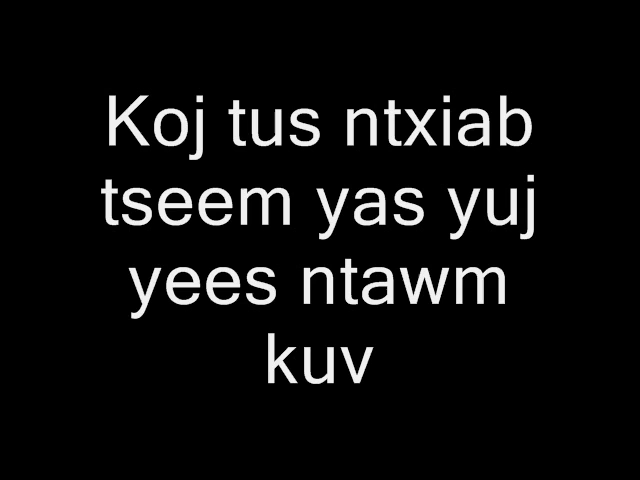 Koj tus ntxiab
tseem yas yuj
yees ntawm
kuv